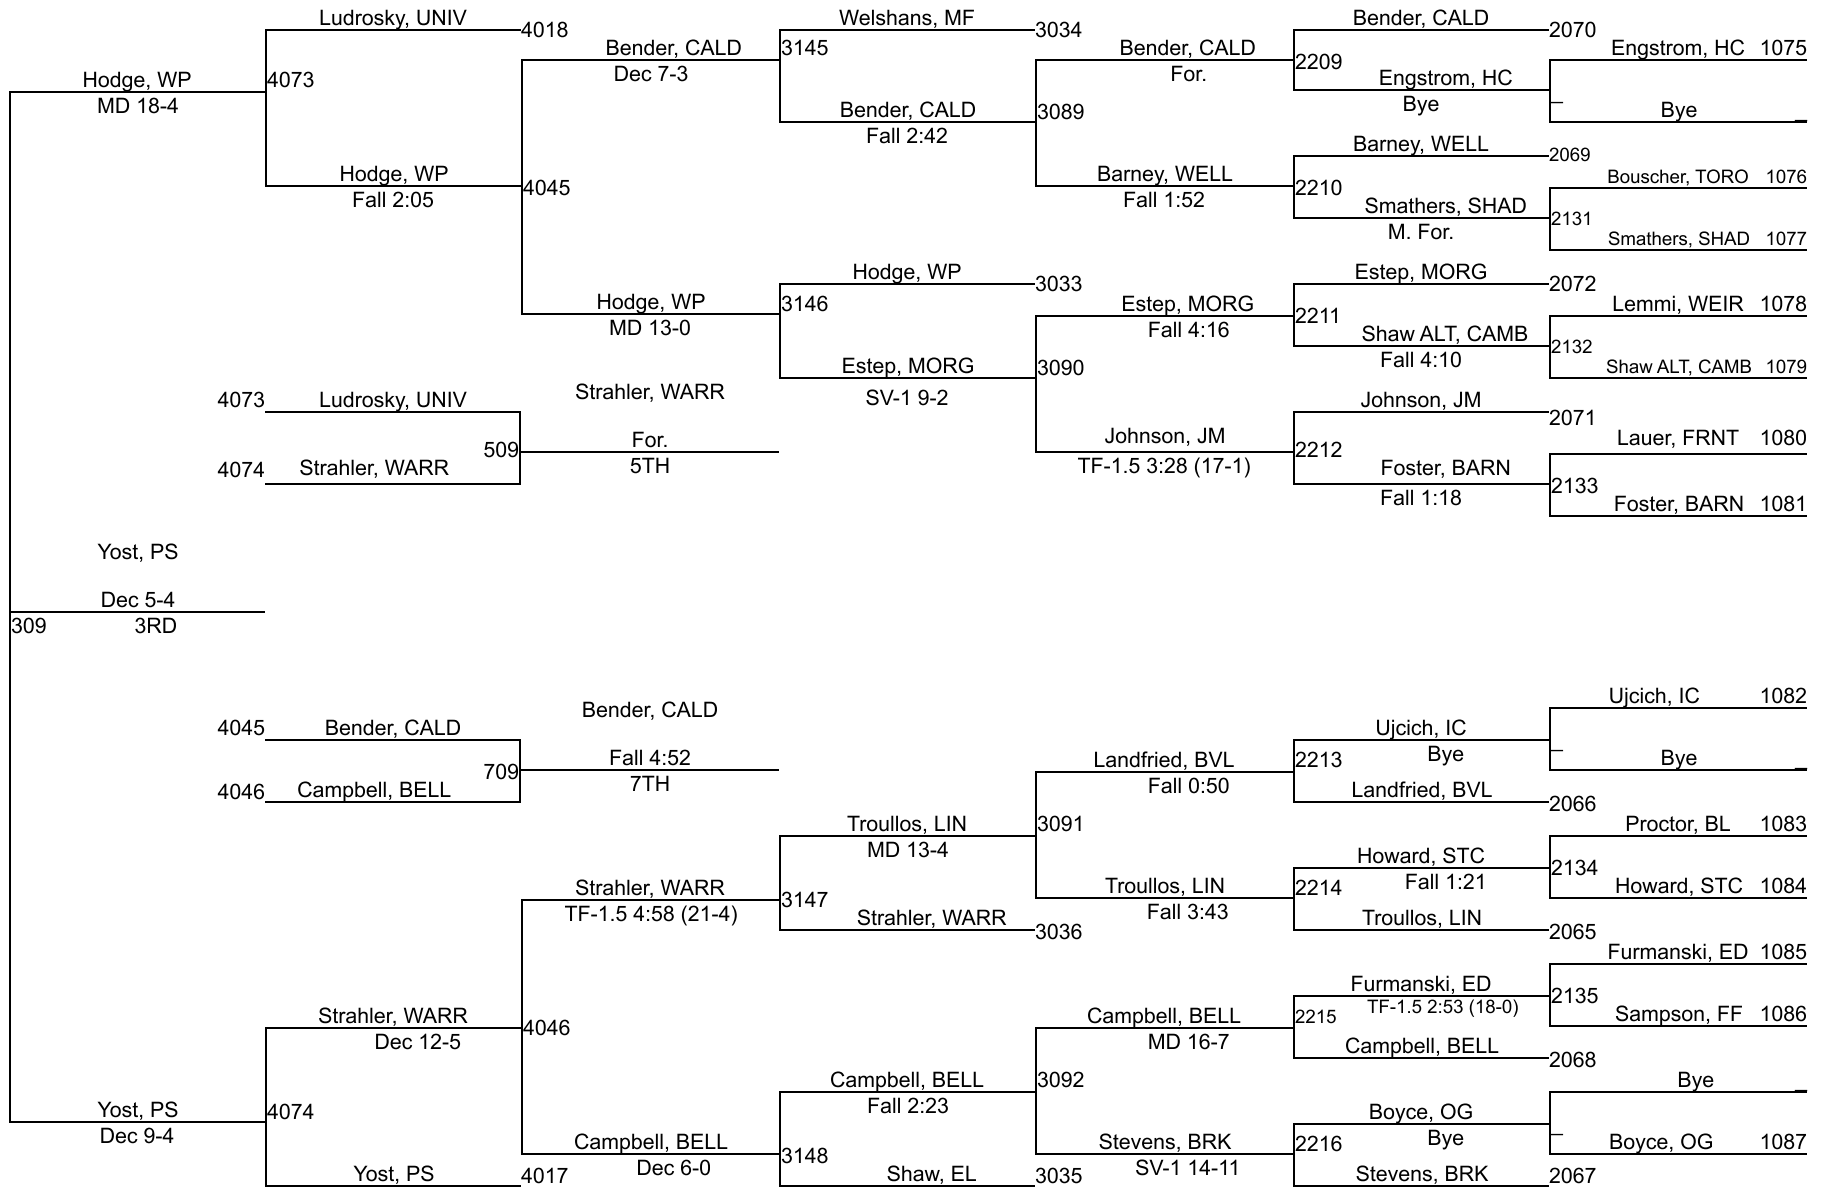 Ludrosky, UNIV
4018
Hodge, WP
MD 18-4
4073
Hodge, WP
Fall 2:05
Bender, CALD
Dec 7-3
4045
Hodge, WP
MD 13-0
Welshans, MF
3034
3145
Bender, CALD
Fall 2:42
Hodge, WP
3033
3146
Estep, MORG
SV-1 9-2
Bender, CALD
For.
3089
Barney, WELL
Fall 1:52
Estep, MORG
Fall 4:16
3090
Johnson, JM
TF-1.5 3:28 (17-1)
Bender, CALD
2070
2209
Engstrom, HC
Bye
Barney, WELL
2069
2210
Smathers, SHAD
M. For.
Estep, MORG
2072
2211
Shaw ALT, CAMB
Fall 4:10
Johnson, JM
2071
2212
Foster, BARN
Fall 1:18
Engstrom, HC 1075
_
Bye _
Bouscher, TORO 1076
2131
Smathers, SHAD 1077
Lemmi, WEIR 1078
2132
Shaw ALT, CAMB 1079
Lauer, FRNT 1080
2133
Foster, BARN 1081
4073 Ludrosky, UNIV
4074 Strahler, WARR
509
Strahler, WARR
For.
5TH
Yost, PS
Dec 5-4
309 3RD
4045 Bender, CALD
4046 Campbell, BELL
709
Bender, CALD
Fall 4:52
7TH
Yost, PS
Dec 9-4
Strahler, WARR
Dec 12-5
4074
Yost, PS
4017
Strahler, WARR
TF-1.5 4:58 (21-4)
4046
Campbell, BELL
Dec 6-0
Troullos, LIN
MD 13-4
3147
Strahler, WARR
3036
Campbell, BELL
Fall 2:23
3148
Shaw, EL
3035
Landfried, BVL
Fall 0:50
3091
Troullos, LIN
Fall 3:43
Campbell, BELL
MD 16-7
3092
Stevens, BRK
SV-1 14-11
Ujcich, IC
Bye
2213
Landfried, BVL
2066
Howard, STC
Fall 1:21
2214
Troullos, LIN
2065
Furmanski, ED
TF-1.5 2:53 (18-0)
2215
Campbell, BELL
2068
Boyce, OG
Bye
2216
Stevens, BRK
2067
Ujcich, IC 1082
_
Bye _
Proctor, BL 1083
2134
Howard, STC 1084
Furmanski, ED 1085
2135
Sampson, FF 1086
Bye _
_
Boyce, OG 1087